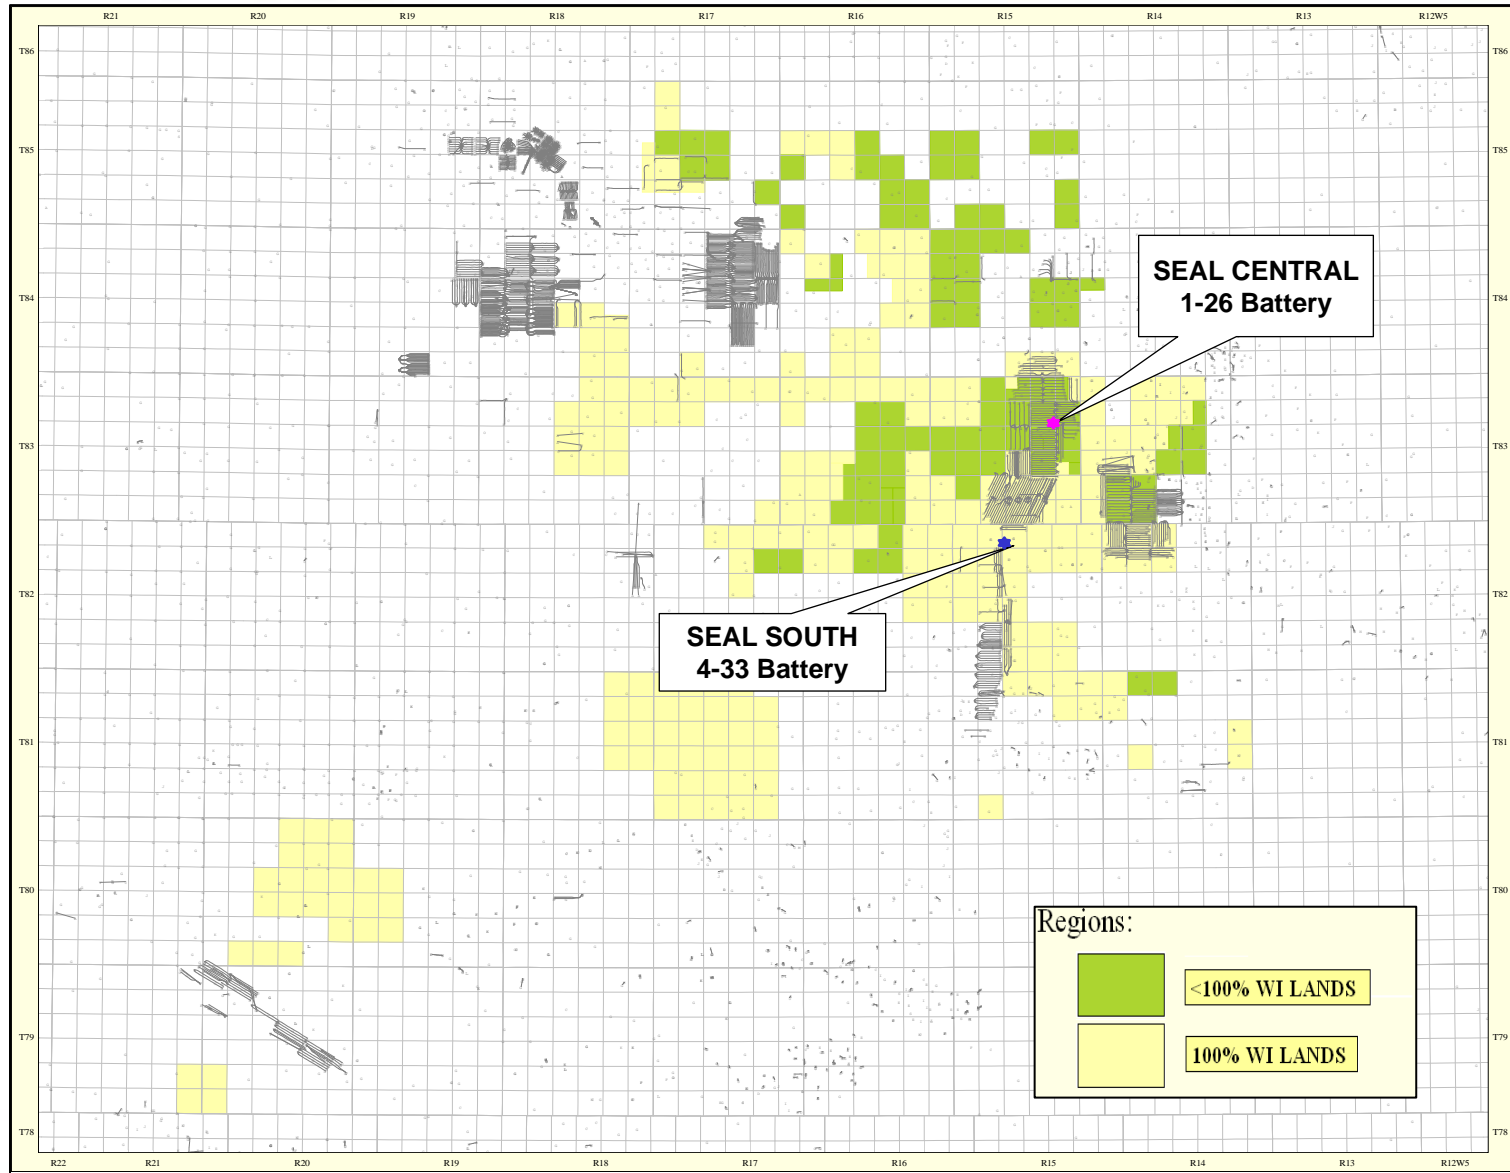 R21 R20 R19 R18 R17 R16 R15 R14 R13 R12W5
T86 T86
T85 T85
SEAL CENTRAL
1-26 Battery
T84 T84
T83 T83
T82 T82
SEAL SOUTH
4-33 Battery
T81 T81
T80 T80
Regions:
<100% WI LANDS
T79 T79
100% WI LANDS
T78 T78
R22 R21 R20 R19 R18 R17 R16 R15 R14 R13 R12W5